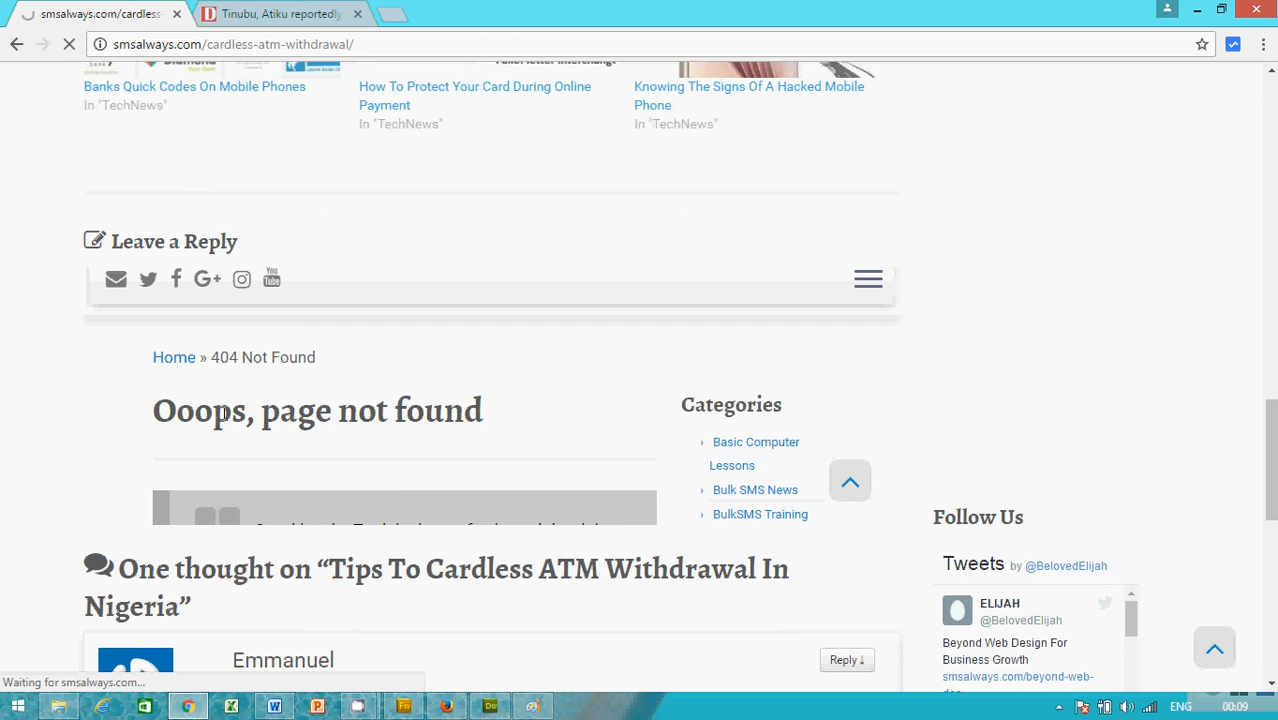 smsalways.com/cardless-
Tinubu, Atiku reportedly
smsalways.com/cardless-atm-withdrawal/
Banks Quick Codes On Mobile Phones
In "TechNews"
How To Protect Your Card During Online
Payment
In "TechNews"
Knowing The Signs Of A Hacked Mobile
Phone
In "TechNews"
Leave a Reply
You
Tube
Home » 404 Not Found
Ooops, page not found
Categories
› Basic Computer
Lessons
› Bulk SMS News
› BulkSMS Training
One thought on “Tips To Cardless ATM Withdrawal In
Nigeria”
Emmanuel
Reply↓
Follow Us
Tweets by @BelovedElijah
ELIJAH
@BelovedElijah
Beyond Web Design For
Business Growth
smsalways.com/beyond-web-
Waiting for smsalways.com...
ENG
00:09